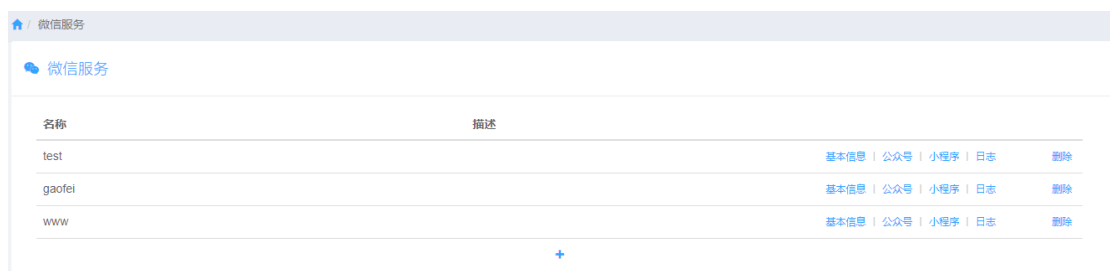 / 微信服务
微信服务
名称 描述
test 基本信息 | 公众号 | 小程序 | 日志 删除
gaofei 基本信息 | 公众号 | 小程序 | 日志 删除
www 基本信息 | 公众号 | 小程序 | 日志 删除
+